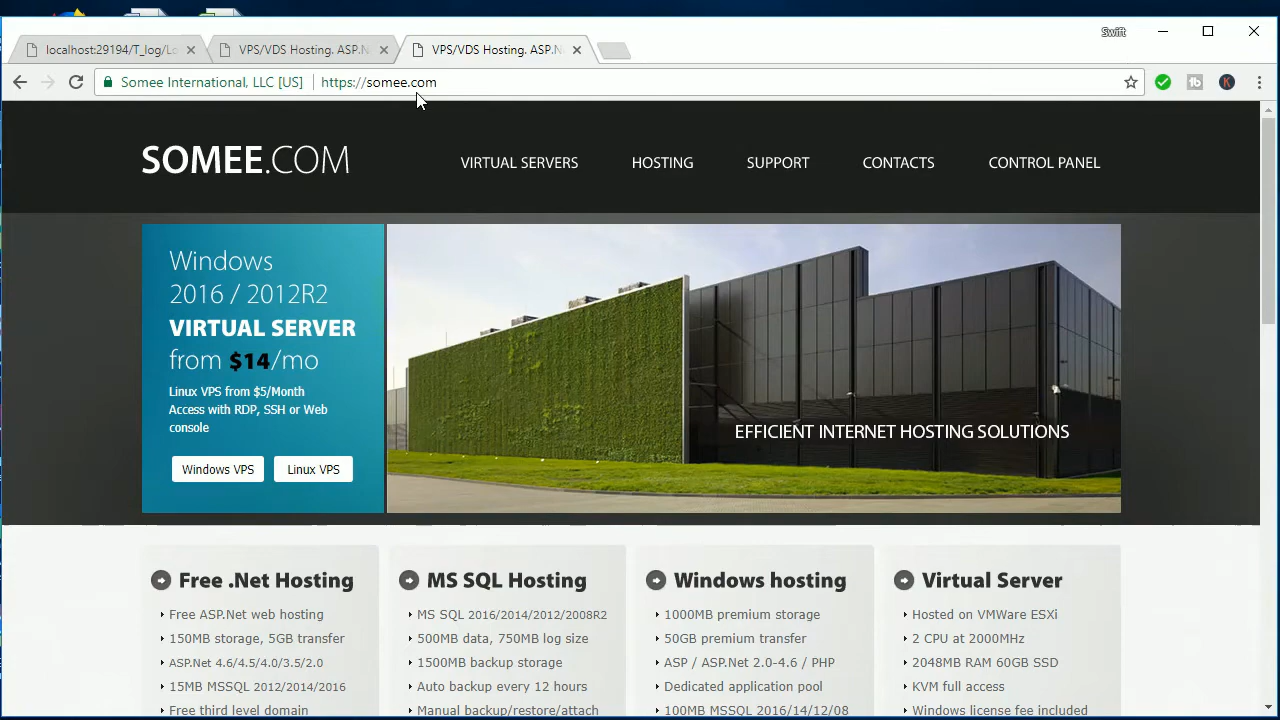 Swift
localhost:29194/T_log/Lo
VPS/VDS Hosting. ASP.N
VPS/VDS Hosting. ASP.N
Somee International, LLC [US]
https://somee.com
SOMEE.COM
VIRTUAL SERVERS
HOSTING
SUPPORT
CONTACTS
CONTROL PANEL
Windows
2016 / 2012R2
VIRTUAL SERVER
from $14/mo
Linux VPS from $5/Month
Access with RDP, SSH or Web
console
Windows VPS
Linux VPS
EFFICIENT INTERNET HOSTING SOLUTIONS
Free .Net Hosting
Free ASP.Net web hosting
150MB storage, 5GB transfer
ASP.Net 4.6/4.5/4.0/3.5/2.0
15MB MSSQL 2012/2014/2016
Free third level domain
MS SQL Hosting
MS SQL 2016/2014/2012/2008R2
500MB data, 750MB log size
1500MB backup storage
Auto backup every 12 hours
Manual backup/restore/attach
Windows hosting
1000MB premium storage
50GB premium transfer
ASP / ASP.Net 2.0-4.6 / PHP
Dedicated application pool
100MB MSSQL 2016/14/12/08
Virtual Server
Hosted on VMWare ESXi
2 CPU at 2000MHz
2048MB RAM 60GB SSD
KVM full access
Windows license fee included